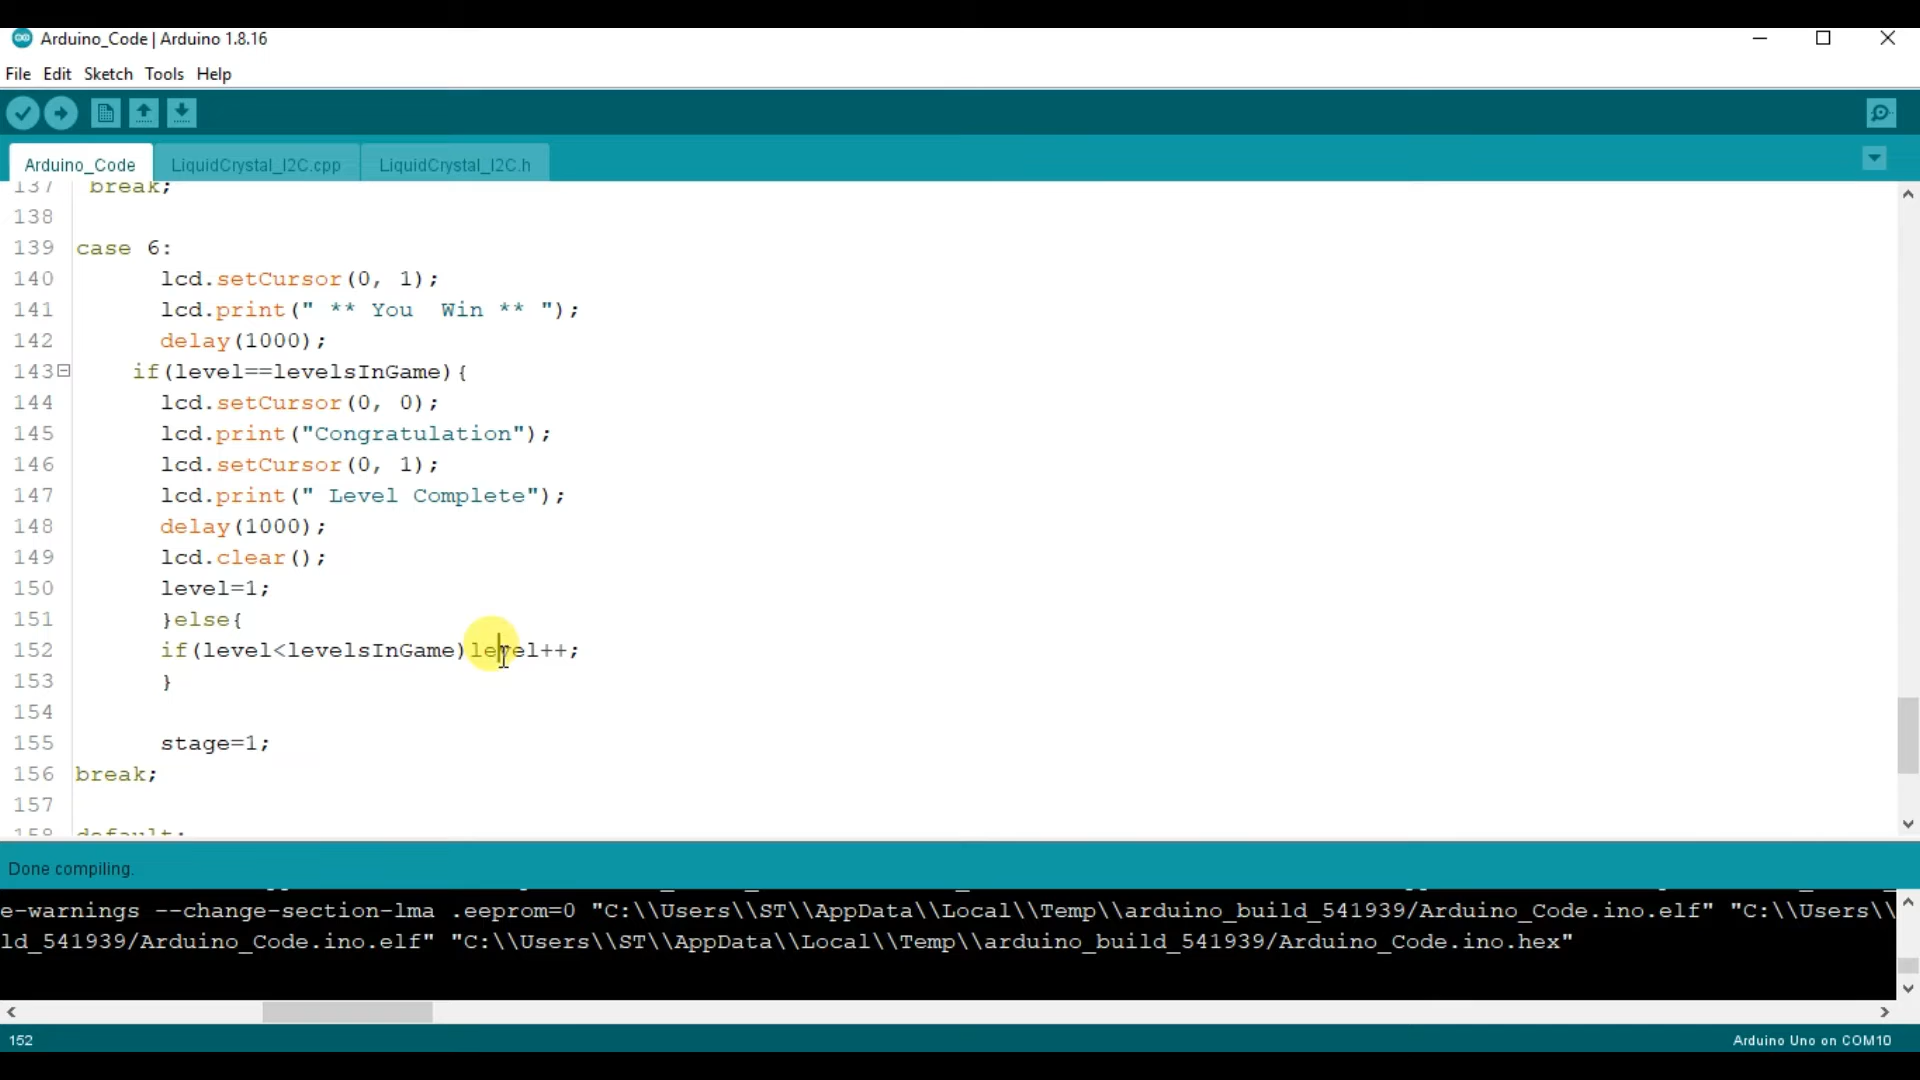 Arduino_Code | Arduino 1.8.16
File Edit Sketch Tools Help
Arduino_Code LiquidCrystal_I2C.cpp LiquidCrystal_I2C.h
137 break;
138
139 case 6:
140 lcd.setCursor(0, 1);
141 lcd.print(" ** You  Win ** ");
142 delay(1000);
143 if(level==levelsInGame){
144 lcd.setCursor(0, 0);
145 lcd.print("Congratulation");
146 lcd.setCursor(0, 1);
147 lcd.print(" Level Complete");
148 delay(1000);
149 lcd.clear();
150 level=1;
151 }else{
152 if(level<levelsInGame)level++;
153 }
154
155 stage=1;
156 break;
157
158 default:
Done compiling.
e-warnings --change-section-lma .eeprom=0 "C:\\Users\\ST\\AppData\\Local\\Temp\\arduino_build_541939/Arduino_Code.ino.elf" "C:\\Users\\
ld_541939/Arduino_Code.ino.elf" "C:\\Users\\ST\\AppData\\Local\\Temp\\arduino_build_541939/Arduino_Code.ino.hex"
152 Arduino Uno on COM10